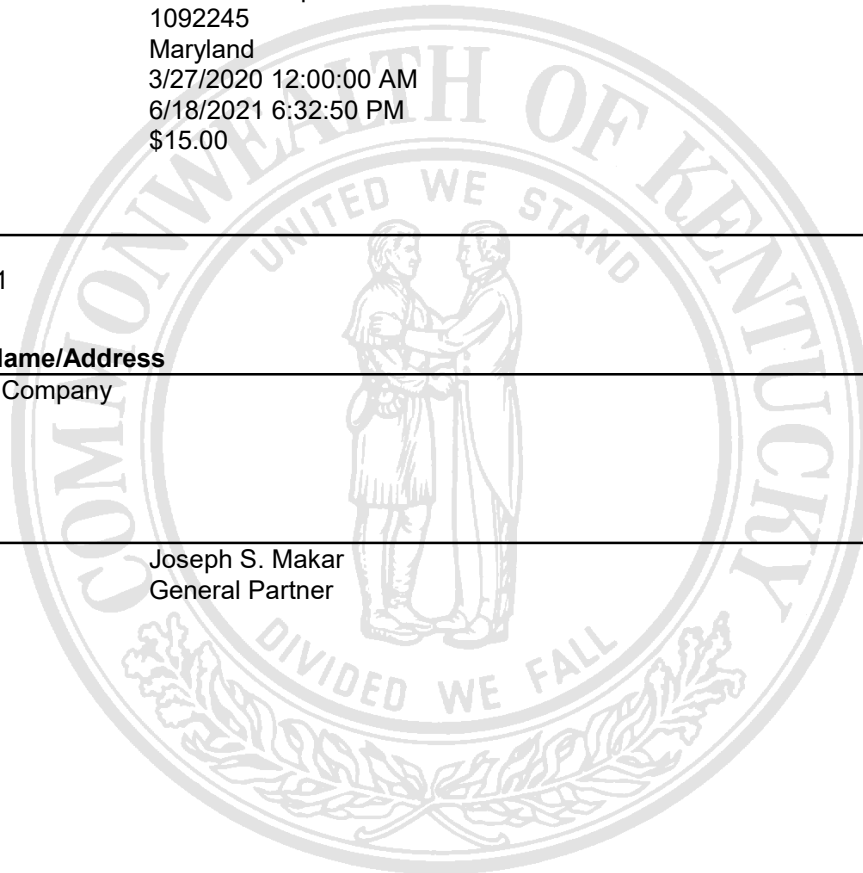 1092245
Maryland
3/27/2020 12:00:00 AM
6/18/2021 6:32:50 PM
$15.00
COMMONWEALTH OF KENTUCKY
UNITED WE STAND
1
ame/Address
Company
Joseph S. Makar
General Partner
DIVIDED WE FALL